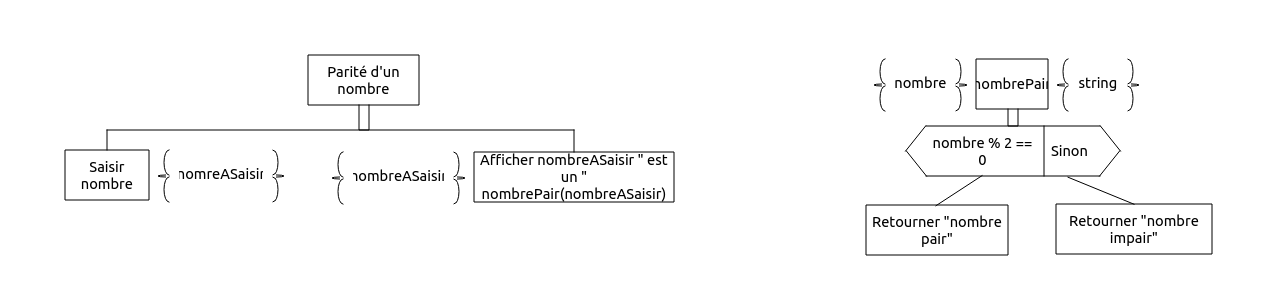 Parité d'un
nombre
Saisir
nombre
nomreASaisir
nombreASaisir
Afficher nombreASaisir " est
un "
nombrePair(nombreASaisir)
nombre
nombrePair
string
nombre % 2 ==
0
Sinon
Retourner "nombre
pair"
Retourner "nombre
impair"